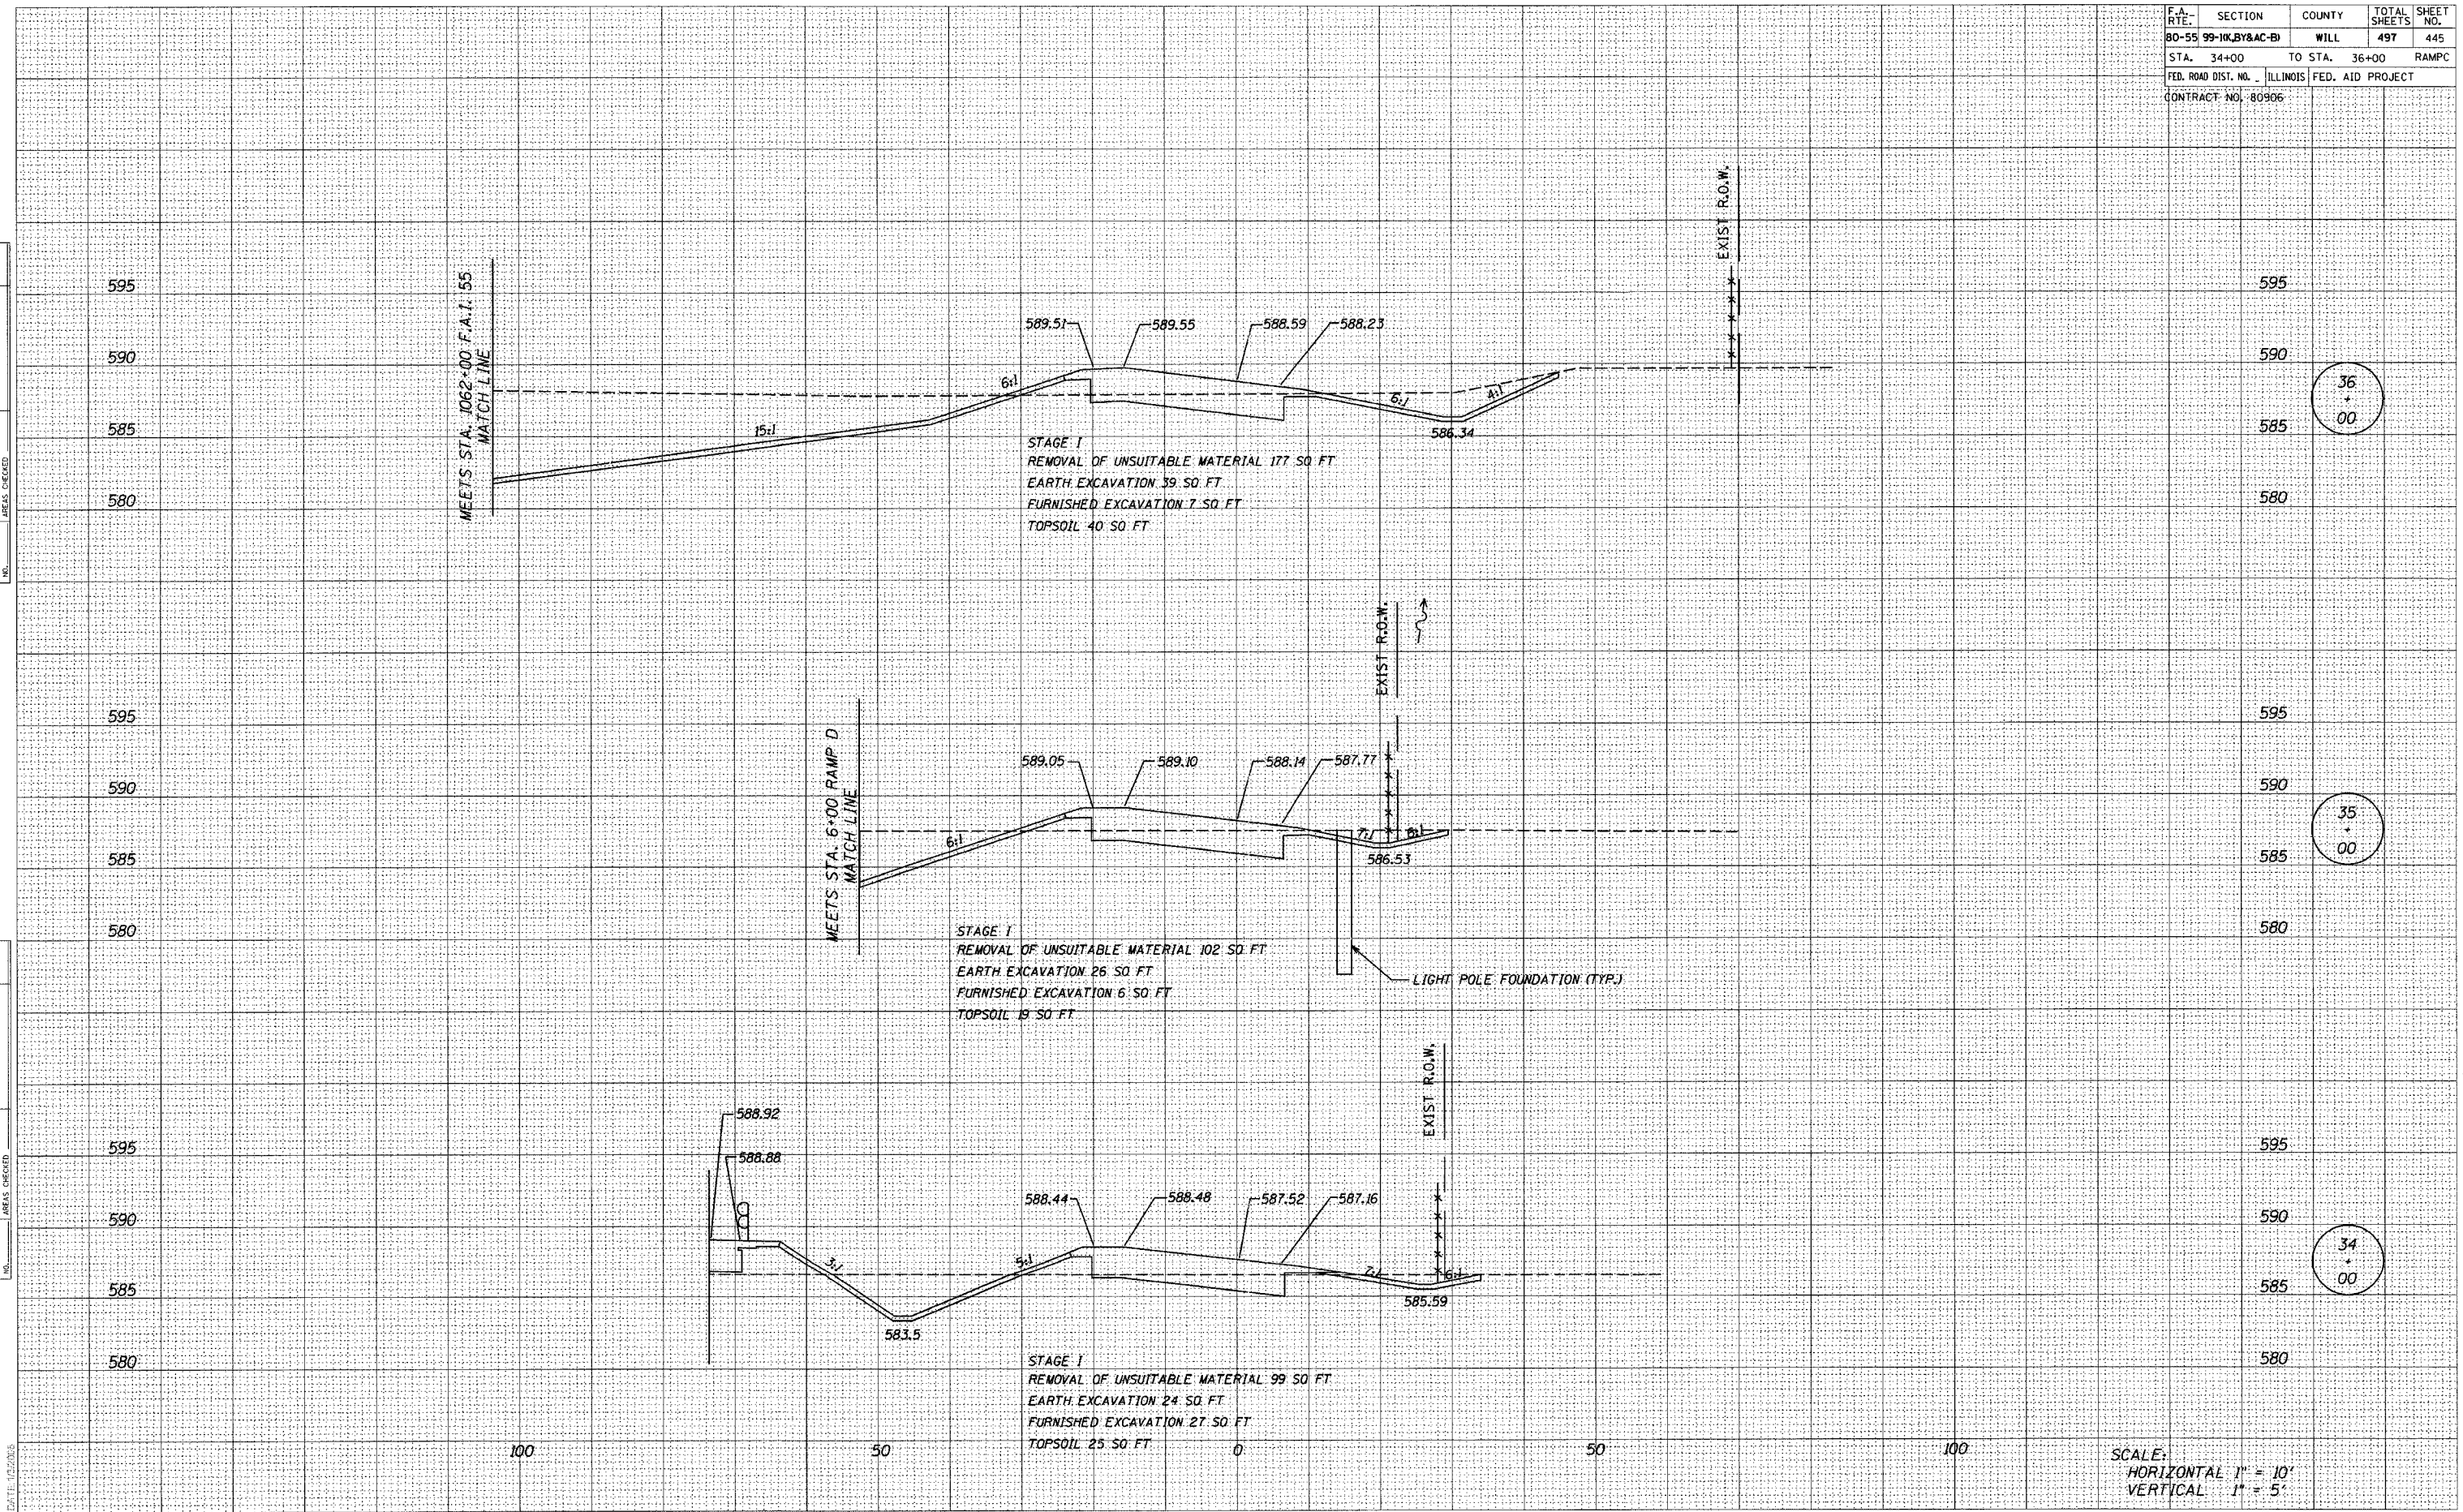 F.A. RTE. SECTION COUNTY TOTAL SHEETS SHEET NO.
80-55 99-1(K,BY&AC-B) WILL 497 445
STA. 34+00 TO STA. 36+00 RAMPC
FED. ROAD DIST. NO. _ ILLINOIS FED. AID PROJECT
CONTRACT NO. 80906
EXIST R.O.W.
MEETS STA. 1062+00 F.A.I. 55
MATCH LINE
595 595
590 590
585 585
580 580
589.51 589.55 588.59 588.23
15:1 6:1 6:1 4:1
586.34
36
+
00
STAGE I
REMOVAL OF UNSUITABLE MATERIAL 177 SQ FT
EARTH EXCAVATION 39 SQ FT
FURNISHED EXCAVATION 7 SQ FT
TOPSOIL 40 SQ FT
EXIST R.O.W.
MEETS STA. 6+00 RAMP D
MATCH LINE
595 595
590 590
585 585
580 580
589.05 589.10 588.14 587.77
6:1 7:1 8:1
586.53
35
+
00
STAGE I
REMOVAL OF UNSUITABLE MATERIAL 102 SQ FT
EARTH EXCAVATION 26 SQ FT
FURNISHED EXCAVATION 6 SQ FT
TOPSOIL 19 SQ FT
LIGHT POLE FOUNDATION (TYP.)
EXIST R.O.W.
588.92
588.88
595 595
590 590
585 585
580 580
588.44 588.48 587.52 587.16
3:1 5:1 7:1 6:1
583.5
585.59
34
+
00
STAGE I
REMOVAL OF UNSUITABLE MATERIAL 99 SQ FT
EARTH EXCAVATION 24 SQ FT
FURNISHED EXCAVATION 27 SQ FT
TOPSOIL 25 SQ FT
100 50 0 50 100
SCALE:
HORIZONTAL 1" = 10'
VERTICAL 1" = 5'
AREAS CHECKED
NO.
AREAS CHECKED
NO.